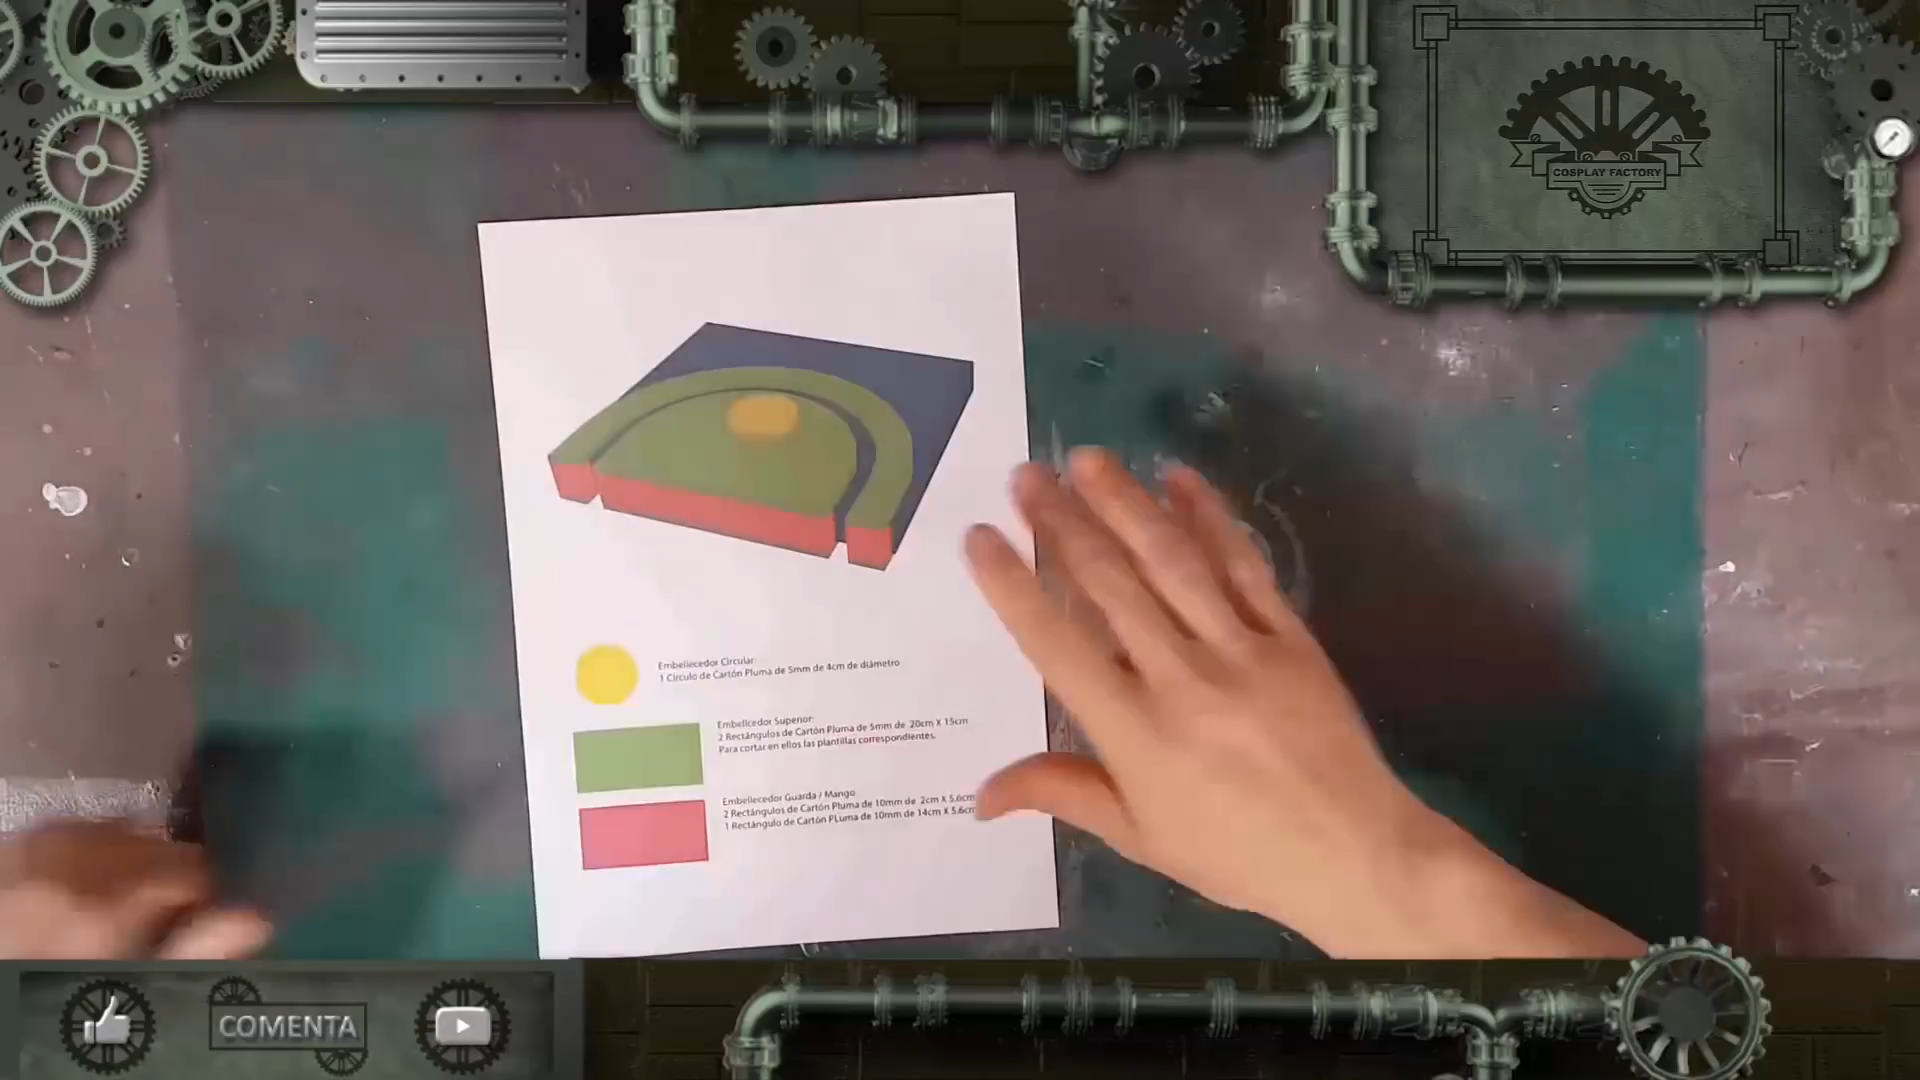 COSPLAY FACTORY
Embellecedor Circular:
1 Círculo de Cartón Pluma de 5mm de 4cm de diámetro
Embellcedor Superior:
2 Rectángulos de Cartón Pluma de 5mm de 20cm X 15cm
Para cortar en ellos las plantillas correspondientes.
Embellecedor Guarda / Mango
2 Rectángulos de Cartón Pluma de 10mm de 2cm X 5.6cm
1 Rectángulo de Cartón PLuma de 10mm de 14cm X 5.6cm
COMENTA